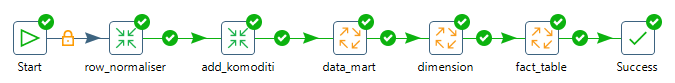 Start row_normaliser add_komoditi data_mart dimension fact_table Success